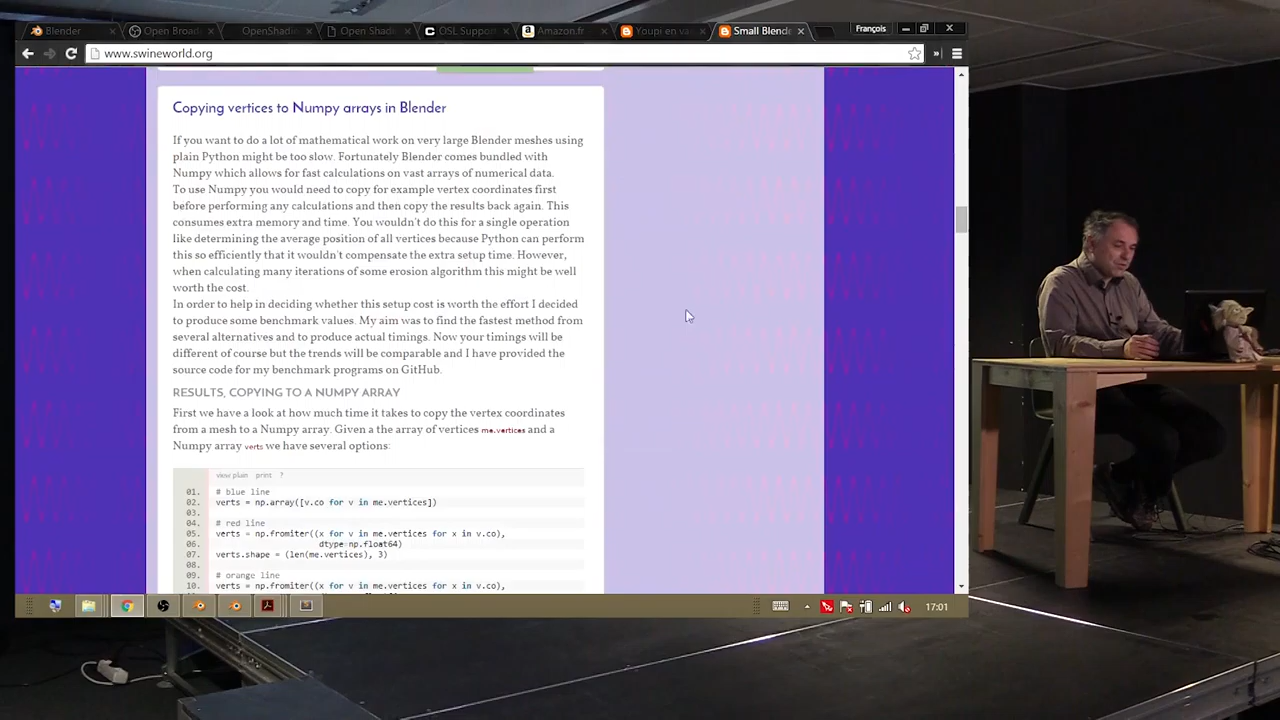 Blender
Open Broad
OpenShadin
Open Shadi
OSL Suppor
Amazon.fr
Youpi en va
Small Blende
François
www.swineworld.org
Copying vertices to Numpy arrays in Blender
If you want to do a lot of mathematical work on very large Blender meshes using
plain Python might be too slow. Fortunately Blender comes bundled with
Numpy which allows for fast calculations on vast arrays of numerical data.
To use Numpy you would need to copy for example vertex coordinates first
before performing any calculations and then copy the results back again. This
consumes extra memory and time. You wouldn't do this for a single operation
like determining the average position of all vertices because Python can perform
this so efficiently that it wouldn't compensate the extra setup time. However,
when calculating many iterations of some erosion algorithm this might be well
worth the cost.
In order to help in deciding whether this setup cost is worth the effort I decided
to produce some benchmark values. My aim was to find the fastest method from
several alternatives and to produce actual timings. Now your timings will be
different of course but the trends will be comparable and I have provided the
source code for my benchmark programs on GitHub.
RESULTS, COPYING TO A NUMPY ARRAY
First we have a look at how much time it takes to copy the vertex coordinates
from a mesh to a Numpy array. Given a the array of vertices me.vertices and a
Numpy array verts we have several options:
view plain print ?
01. # blue line
02. verts = np.array([v.co for v in me.vertices])
03.
04. # red line
05. verts = np.fromiter((x for v in me.vertices for x in v.co),
06. dtype=np.float64)
07. verts.shape = (len(me.vertices), 3)
08.
09. # orange line
10. verts = np.fromiter((x for v in me.vertices for x in v.co),
17:01